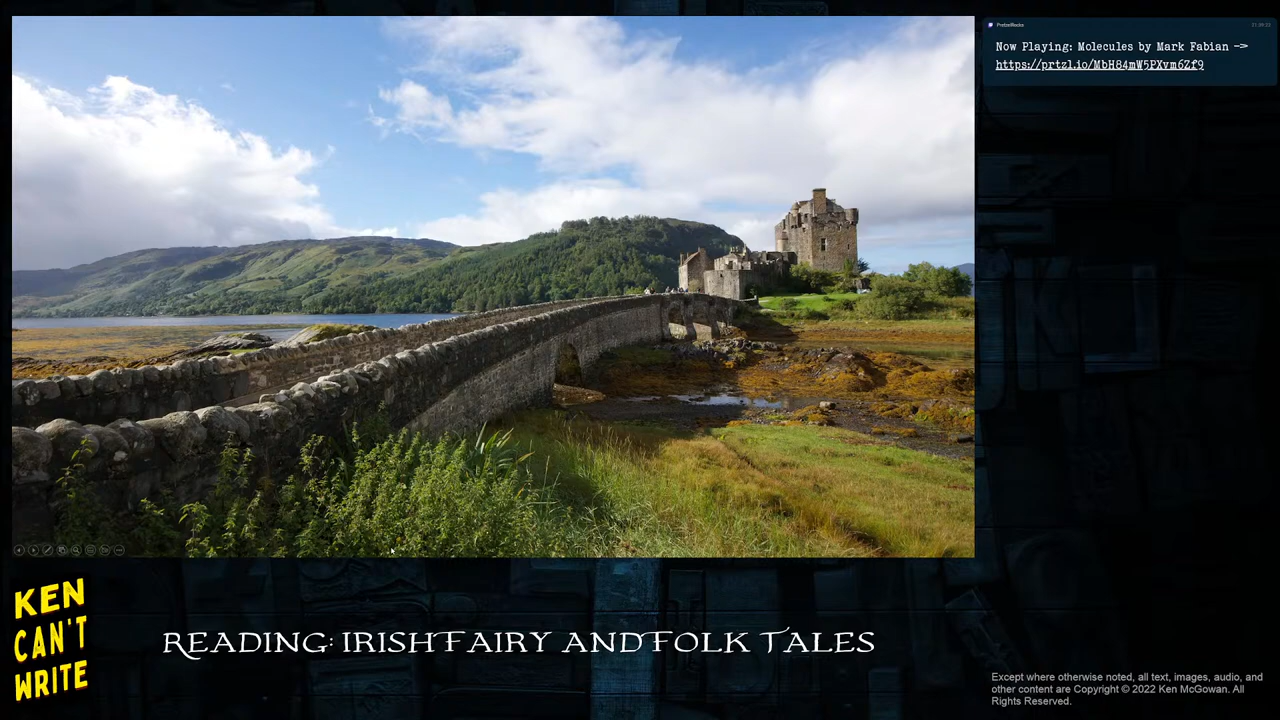 PretzelRocks
Now Playing: Molecules by Mark Fabian ->
https://prtzl.io/MbH84mW5PXvm6Zf9
KEN
CAN'T
WRITE
READING: IRISH FAIRY AND FOLK TALES
Except where otherwise noted, all text, images, audio, and
other content are Copyright © 2022 Ken McGowan. All
Rights Reserved.